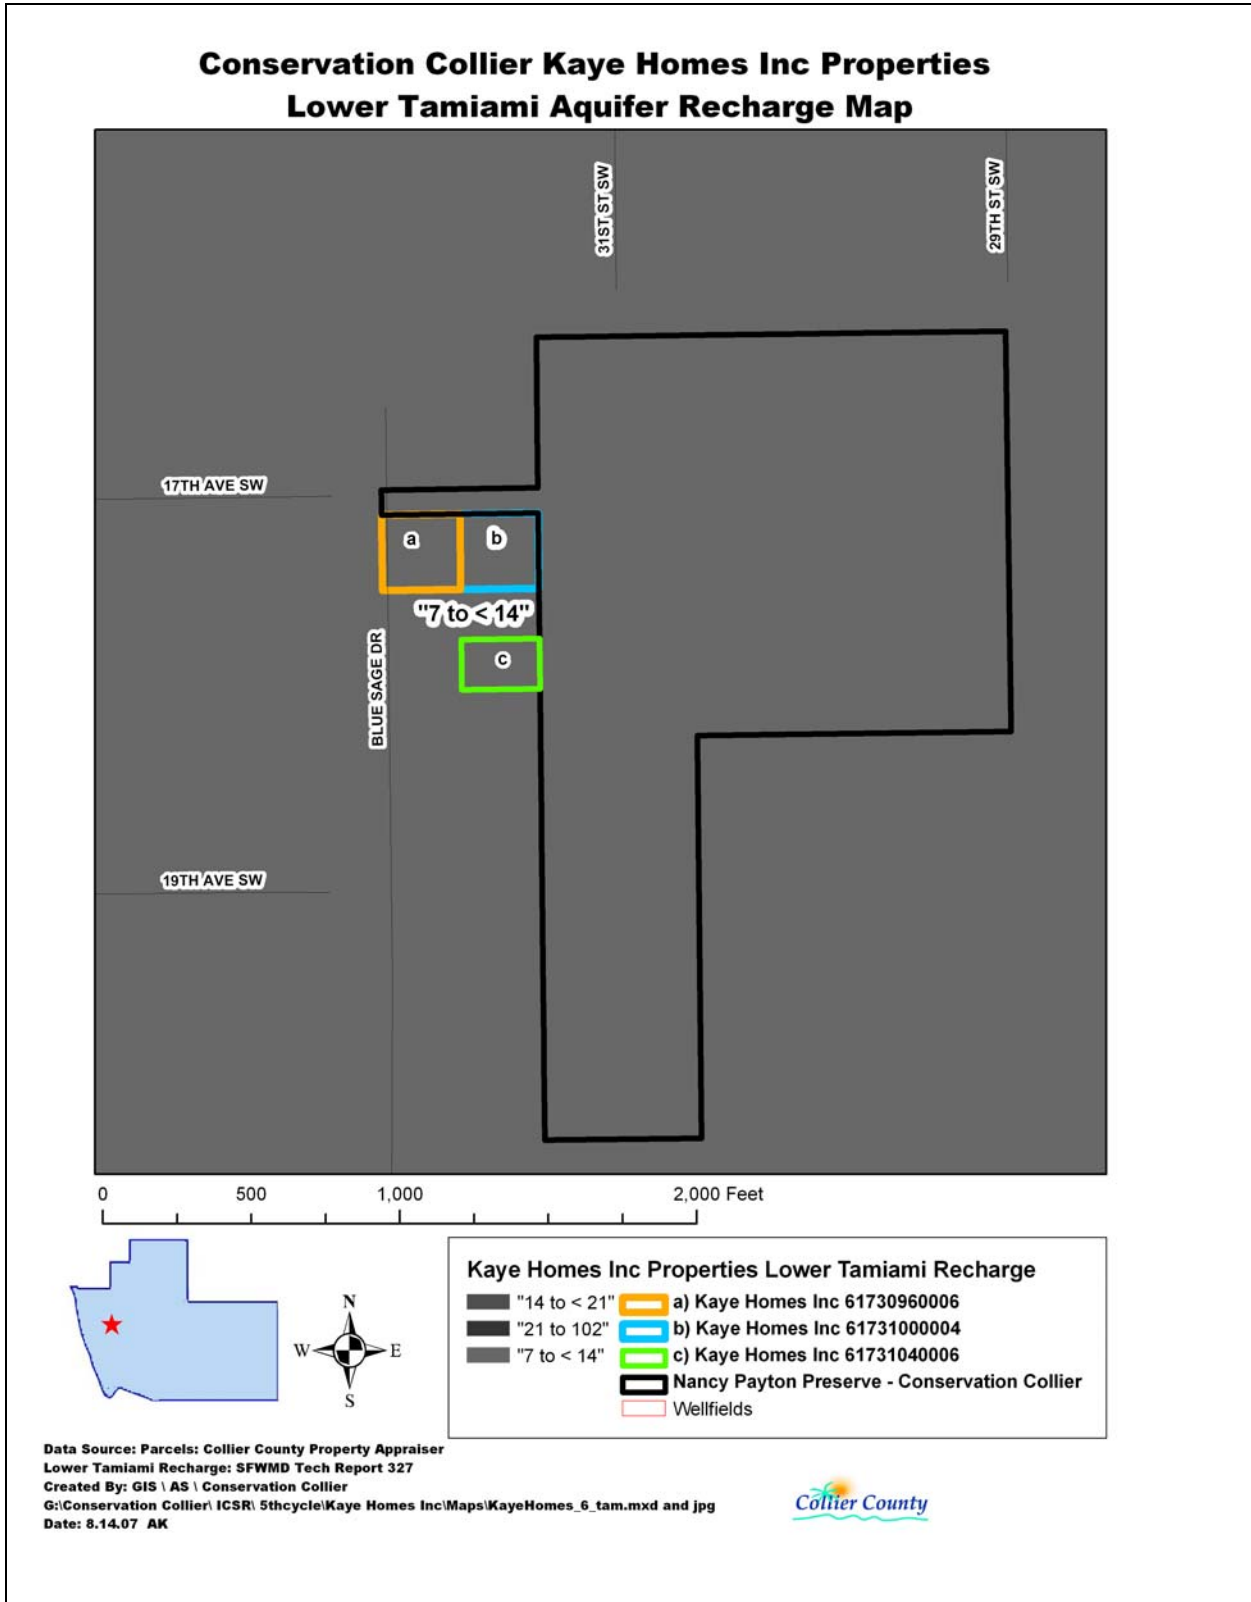 Conservation Collier Kaye Homes Inc Properties
Lower Tamiami Aquifer Recharge Map
31ST ST SW
29TH ST SW
17TH AVE SW
a
b
"7 to < 14"
c
BLUE SAGE DR
19TH AVE SW
0 500 1,000 2,000 Feet
Kaye Homes Inc Properties Lower Tamiami Recharge
"14 to < 21" a) Kaye Homes Inc 61730960006
"21 to 102" b) Kaye Homes Inc 61731000004
"7 to < 14" c) Kaye Homes Inc 61731040006
Nancy Payton Preserve - Conservation Collier
Wellfields
N
W E
S
Data Source: Parcels: Collier County Property Appraiser
Lower Tamiami Recharge: SFWMD Tech Report 327
Created By: GIS \ AS \ Conservation Collier
G:\Conservation Collier\ ICSR\ 5thcycle\Kaye Homes Inc\Maps\KayeHomes_6_tam.mxd and jpg
Date: 8.14.07 AK
Collier County